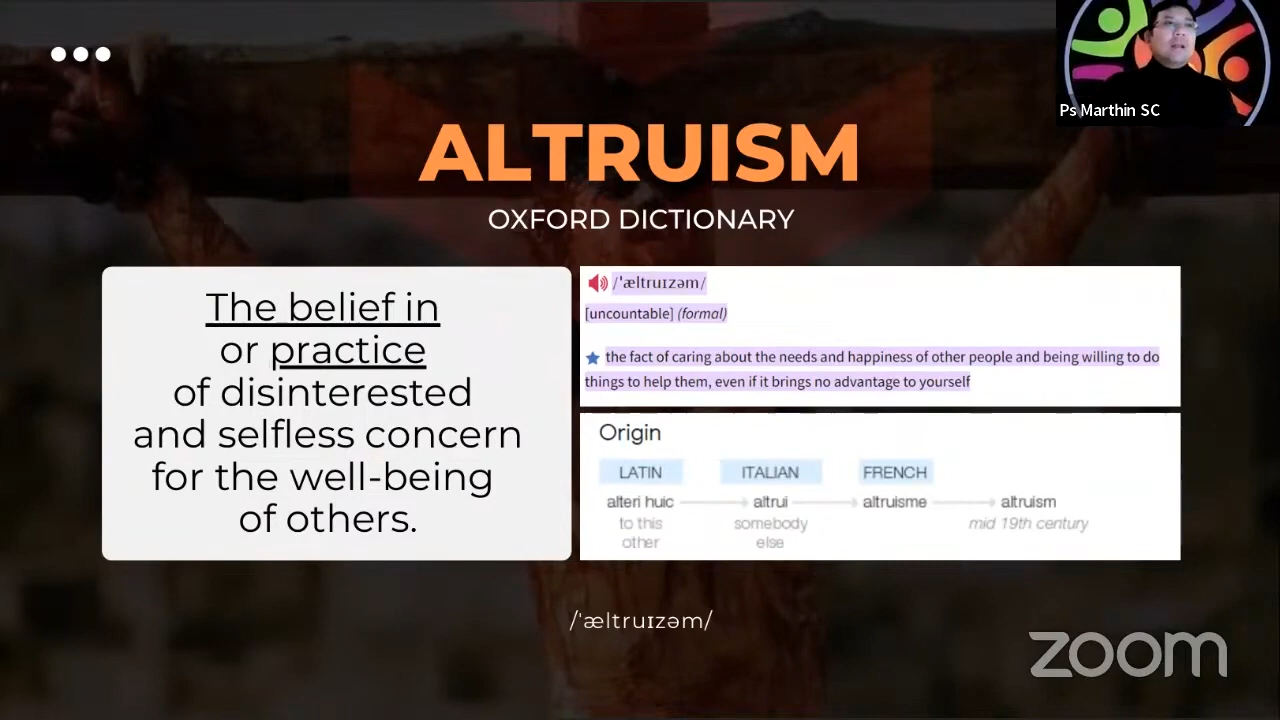 Ps Marthin SC
ALTRUISM
OXFORD DICTIONARY
The belief in
or practice
of disinterested
and selfless concern
for the well-being
of others.
/ˈæltruɪzəm/
[uncountable] (formal)
the fact of caring about the needs and happiness of other people and being willing to do
things to help them, even if it brings no advantage to yourself
Origin
LATIN ITALIAN FRENCH
alteri huic altrui altruisme altruism
to this somebody mid 19th century
other else
/ˈæltruɪzəm/
zoom